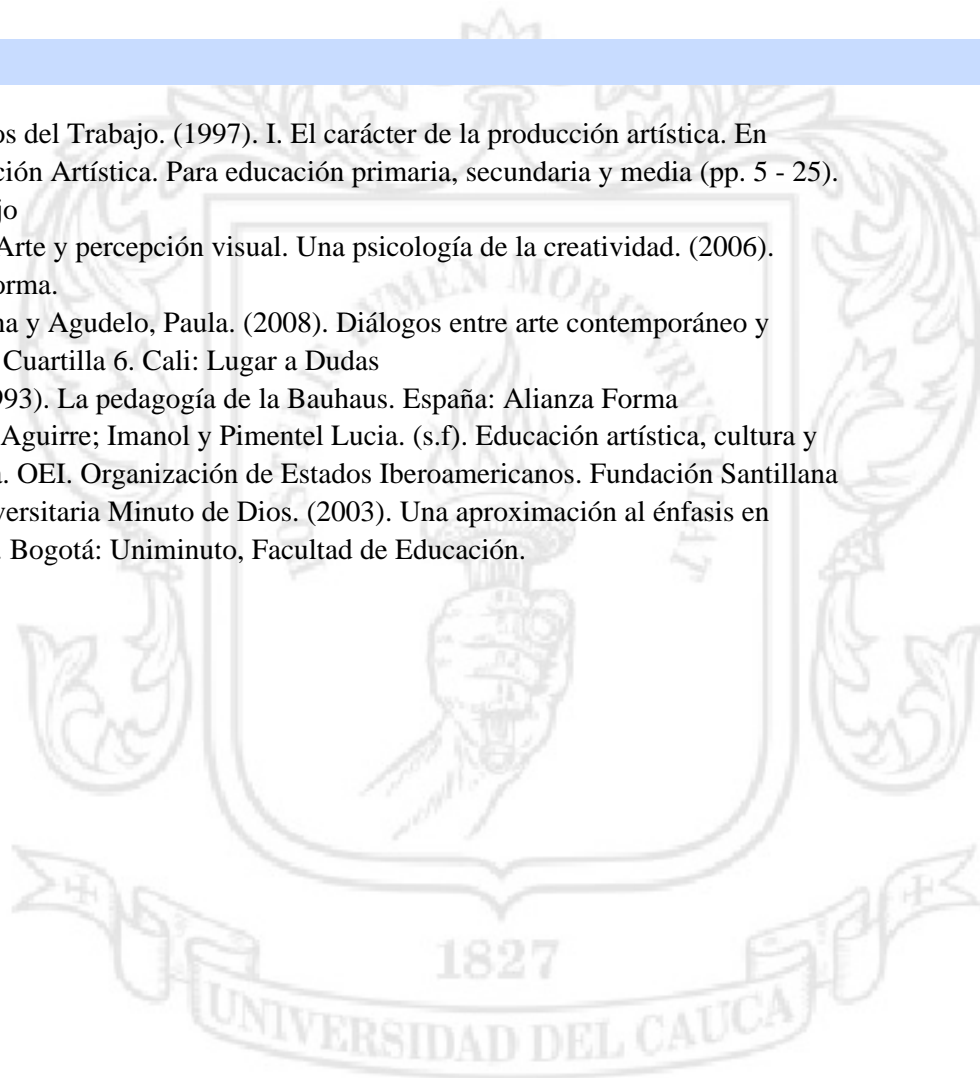 os del Trabajo. (1997). I. El carácter de la producción artística. En
ción Artística. Para educación primaria, secundaria y media (pp. 5 - 25).
jo
Arte y percepción visual. Una psicología de la creatividad. (2006).
orma.
na y Agudelo, Paula. (2008). Diálogos entre arte contemporáneo y
Cuartilla 6. Cali: Lugar a Dudas
993). La pedagogía de la Bauhaus. España: Alianza Forma
Aguirre; Imanol y Pimentel Lucia. (s.f). Educación artística, cultura y
a. OEI. Organización de Estados Iberoamericanos. Fundación Santillana
versitaria Minuto de Dios. (2003). Una aproximación al énfasis en
. Bogotá: Uniminuto, Facultad de Educación.
1827
UNIVERSIDAD DEL CAUCA